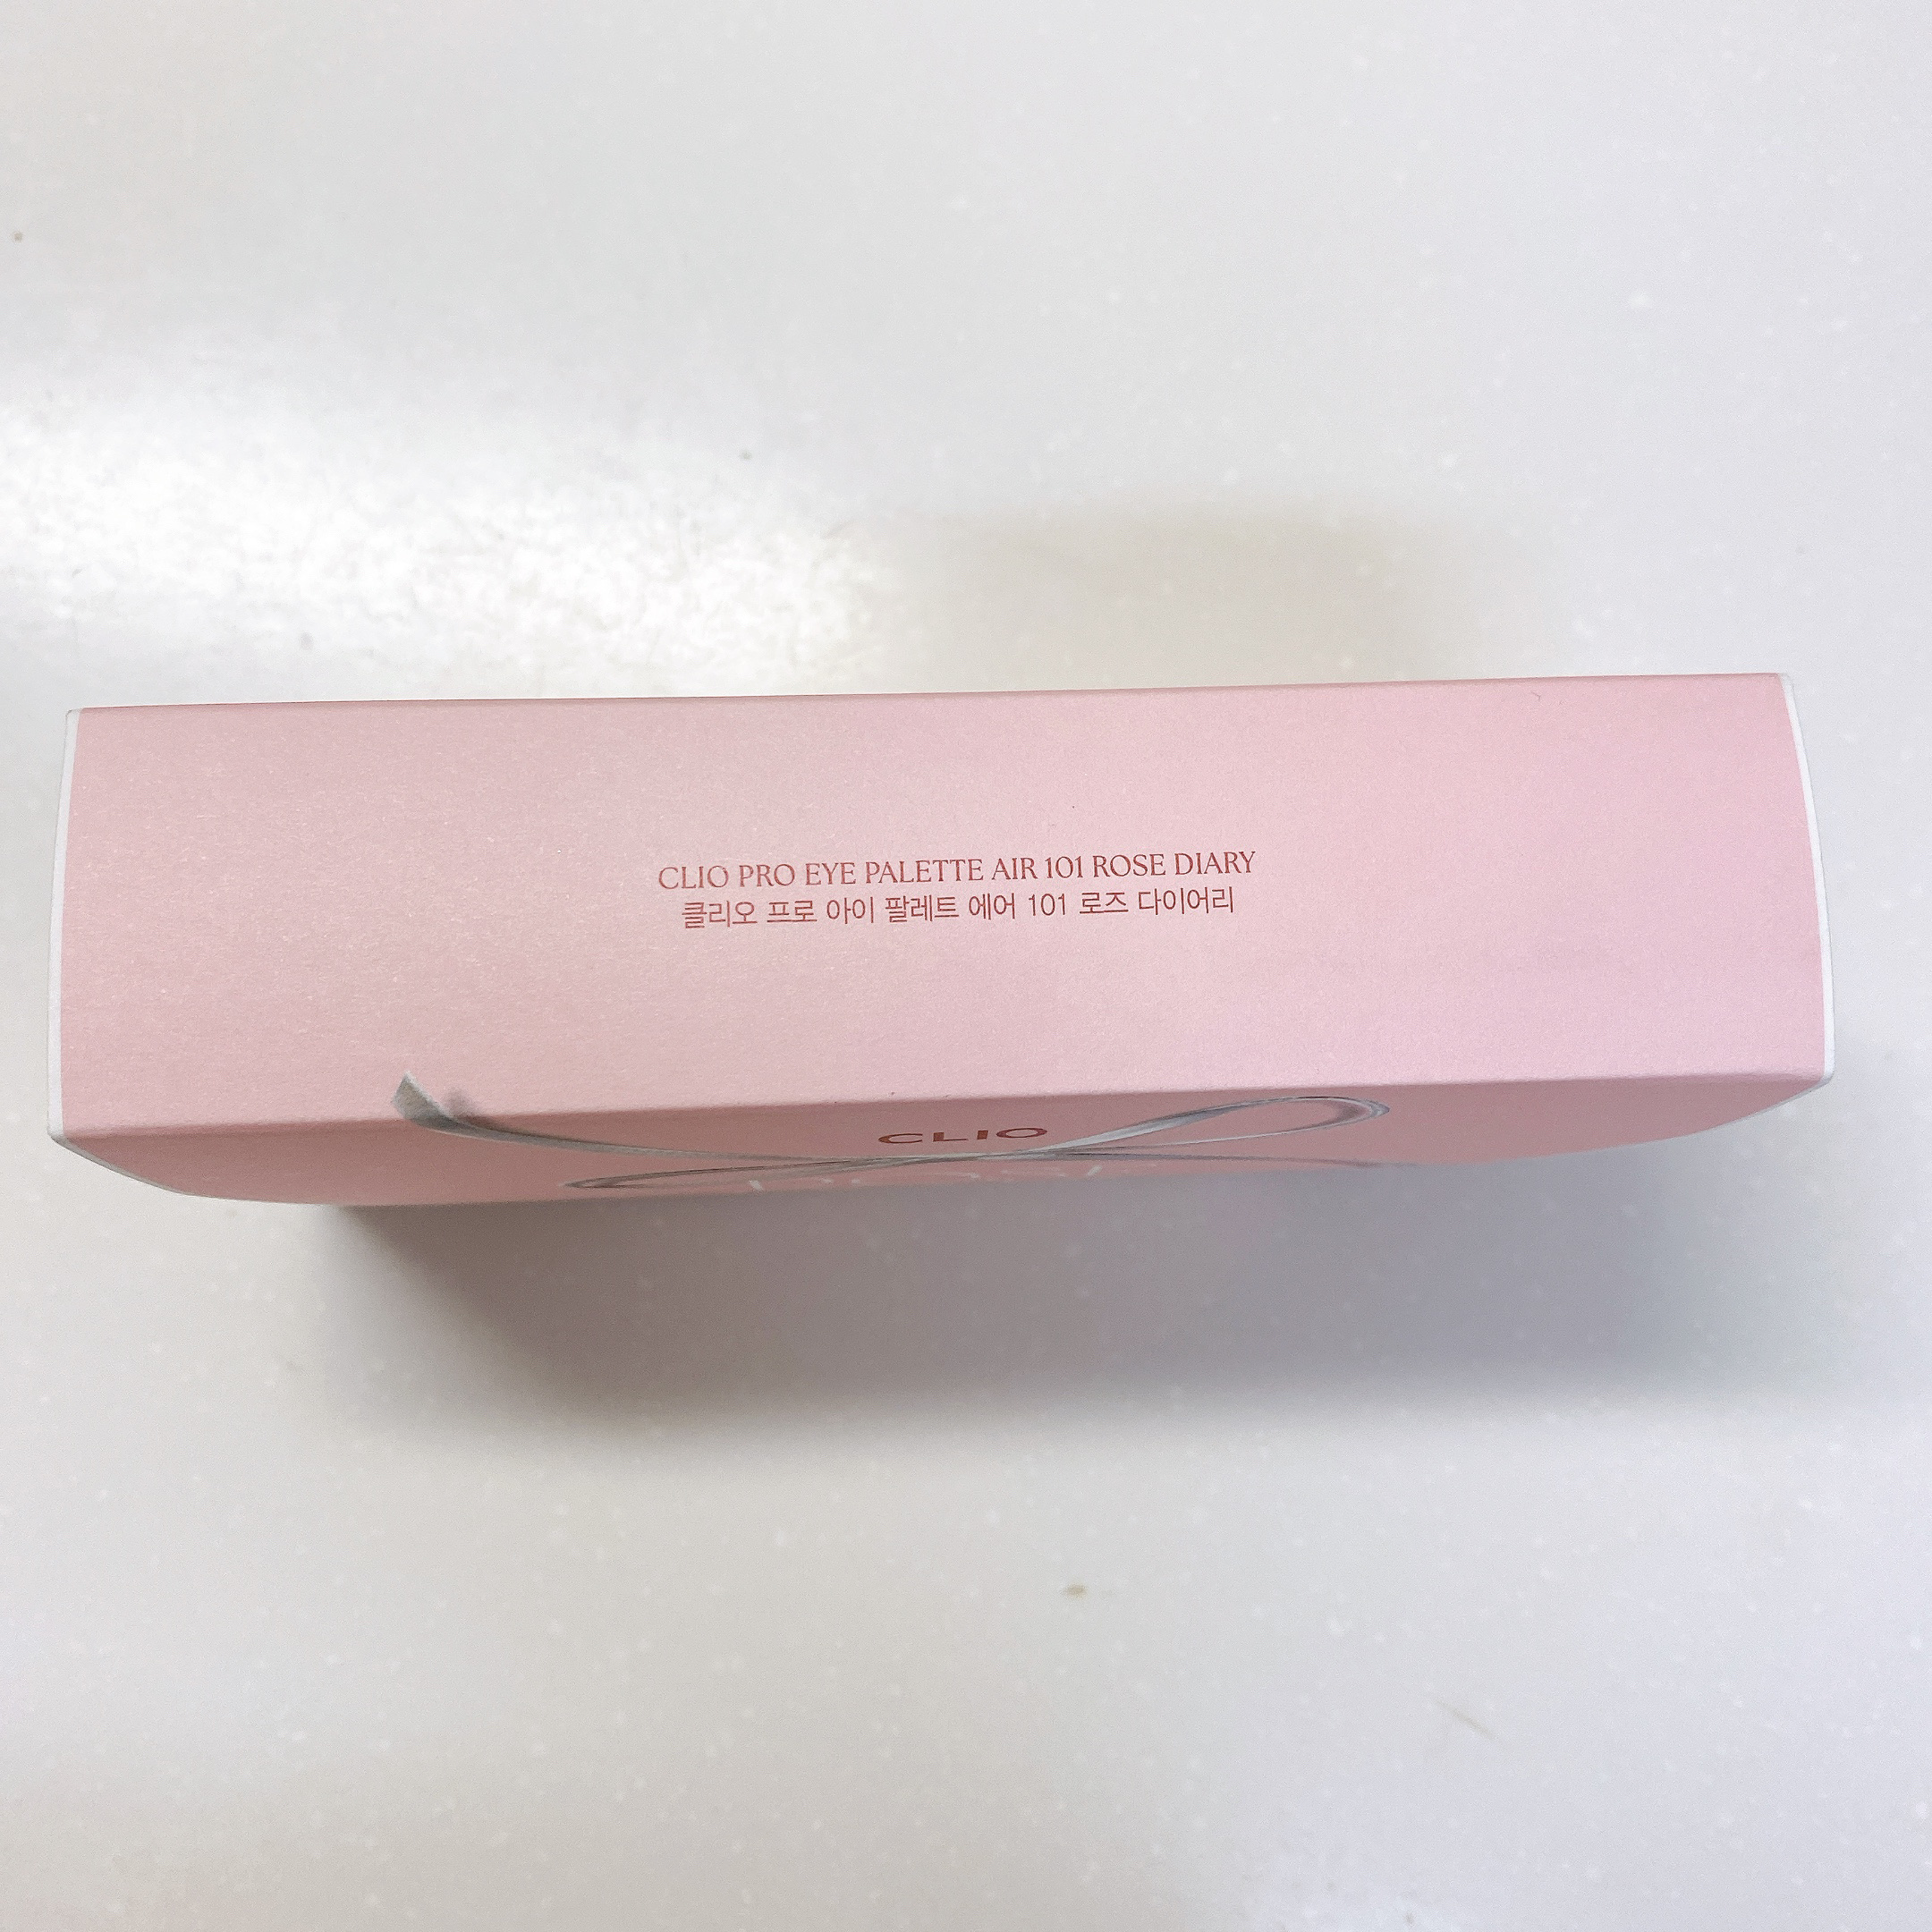 CLIO PRO EYE PALETTE AIR 101 ROSE DIARY
클리오 프로 아이 팔레트 에어 101 로즈 다이어리
CLIO